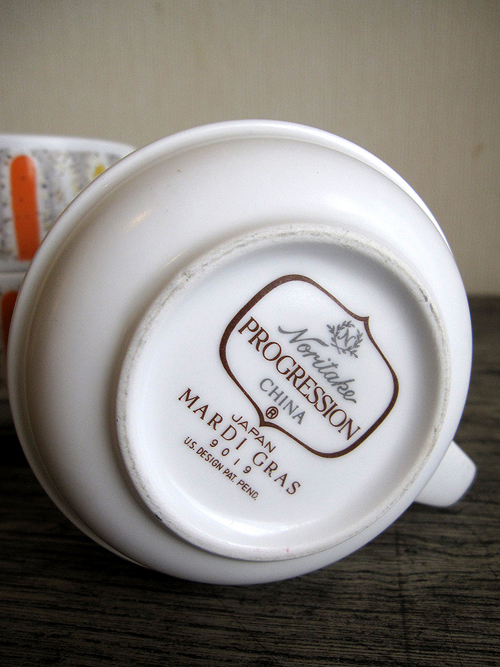 N
Noritake
PROGRESSION
CHINA
®
JAPAN
MARDI GRAS
9019
U.S. DESIGN PAT. PEND.